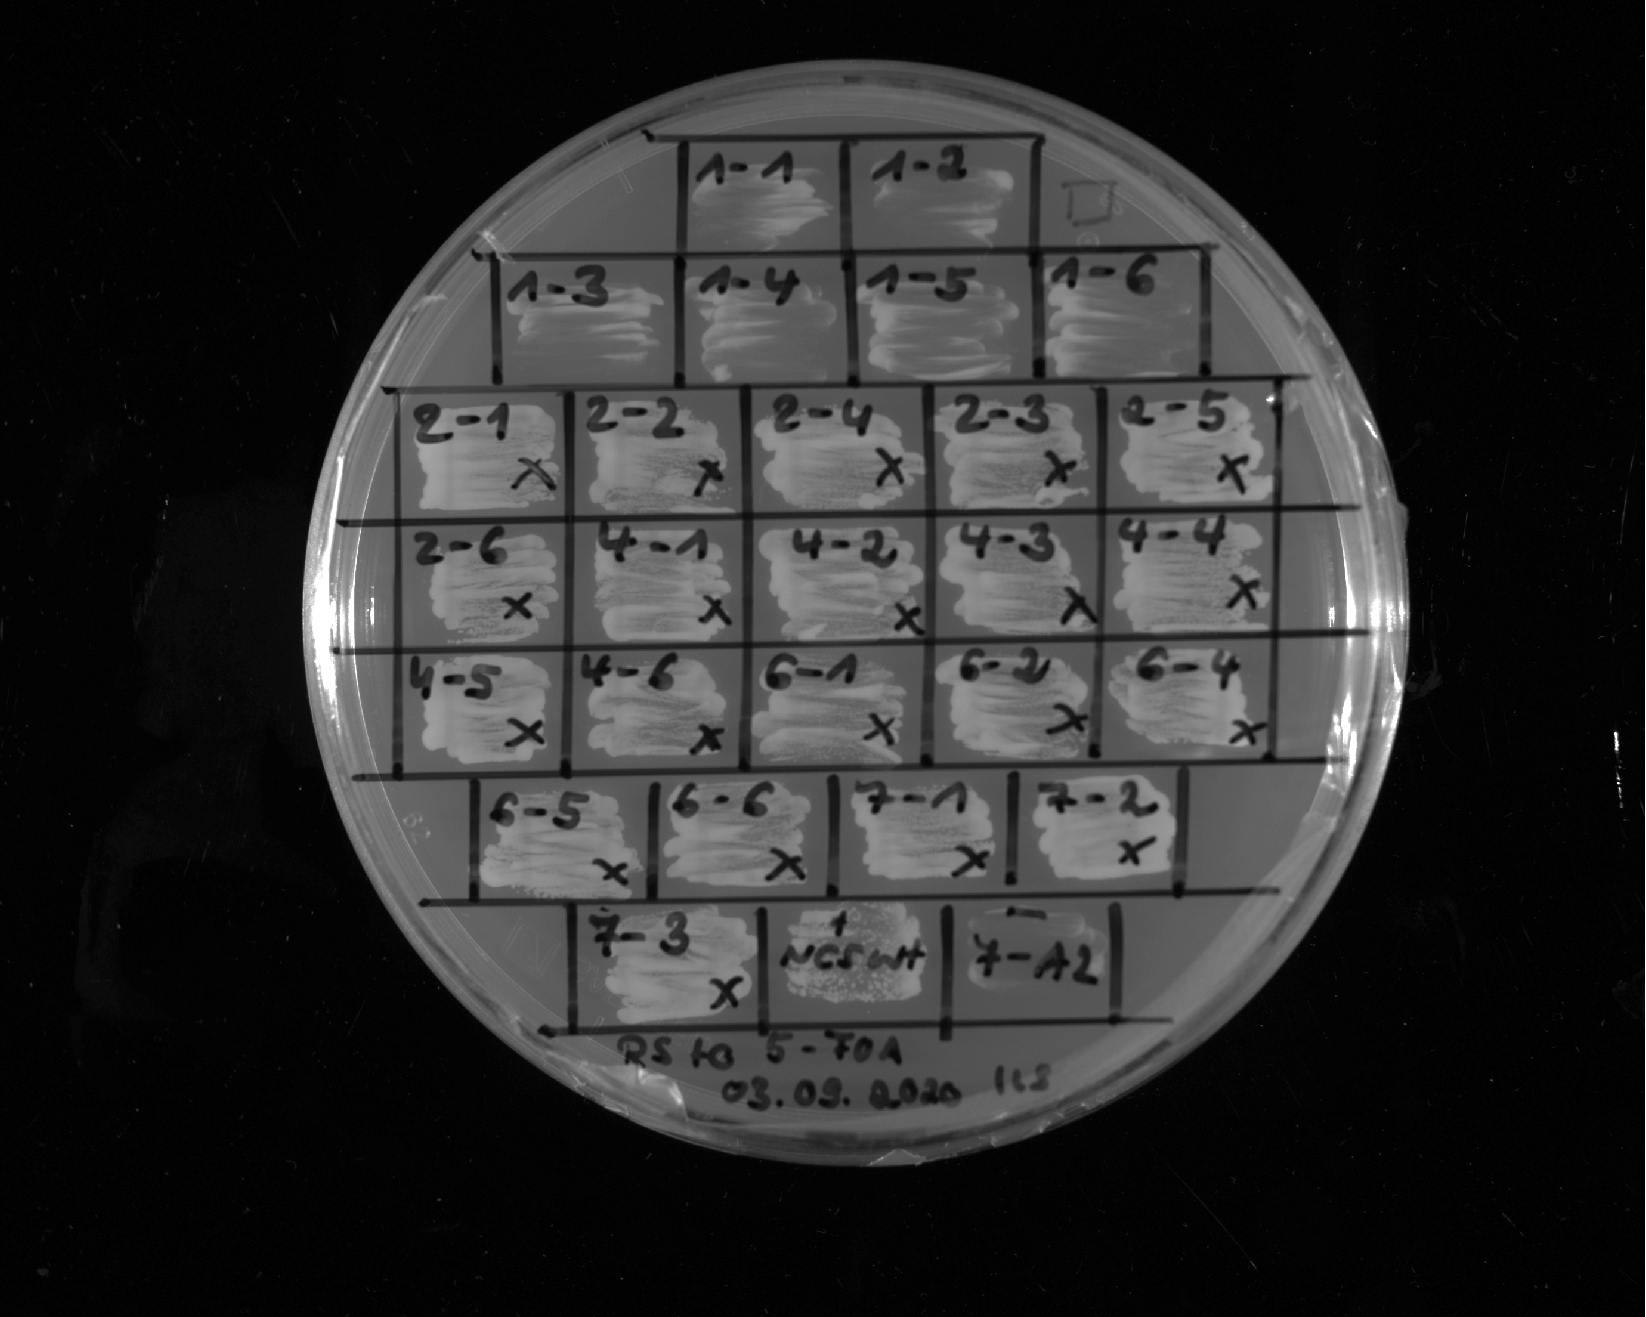 1-1 1-2
1-3 1-4 1-5 1-6
2-1 2-2 2-4 2-3 2-5
x x x x x
2-6 4-1 4-2 4-3 4-4
x x x x x
4-5 4-6 6-1 6-2 6-4
x x x x x
6-5 6-6 7-1 7-2
x x x x
7-3 + -
NCSWH 7-A2
x
RS to 5-FOA
03.09.2020